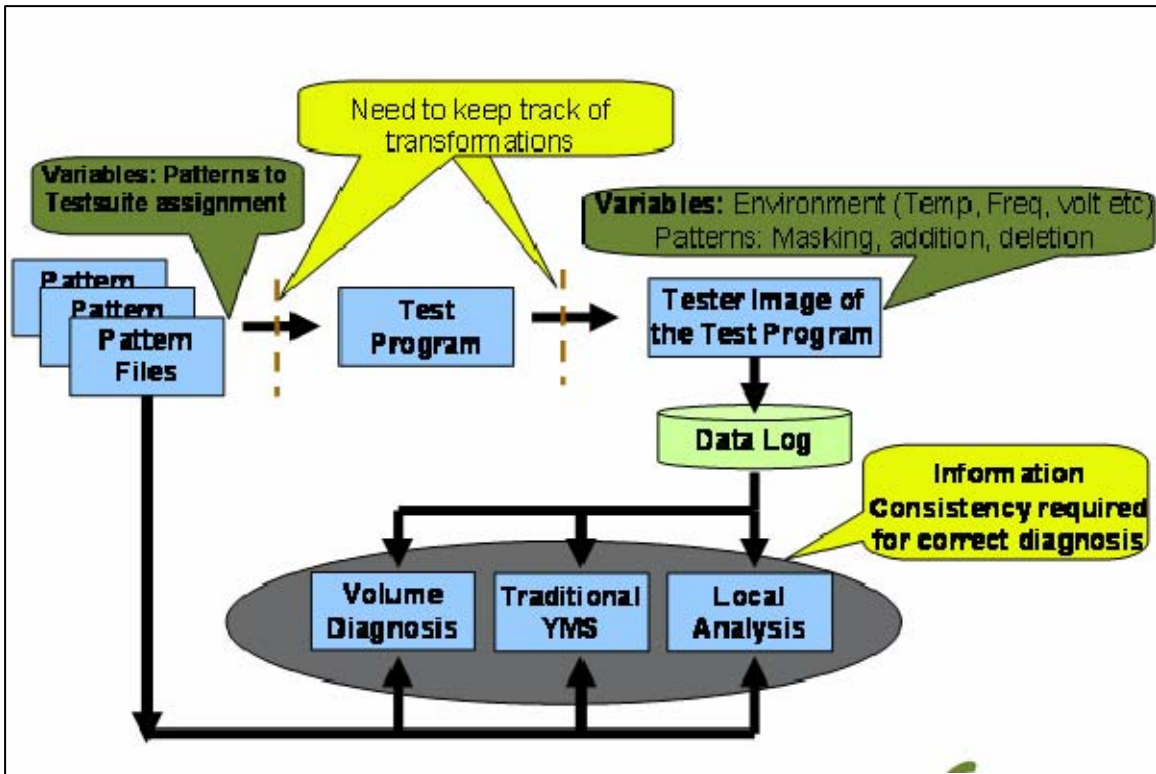 Need to keep track of
transformations
Variables: Patterns to
Testsuite assignment
Variables: Environment (Temp, Freq, volt etc)
Patterns: Masking, addition, deletion
Pattern
Pattern
Pattern
Files
Test
Program
Tester Image of
the Test Program
Data Log
Information
Consistency required
for correct diagnosis
Volume
Diagnosis
Traditional
YMS
Local
Analysis